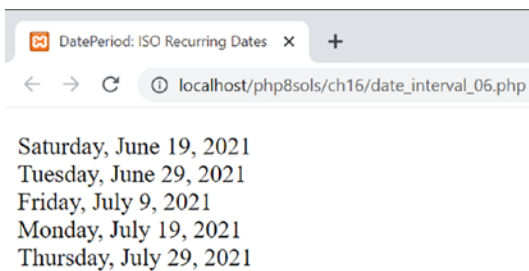 DatePeriod: ISO Recurring Dates
localhost/php8sols/ch16/date_interval_06.php
Saturday, June 19, 2021
Tuesday, June 29, 2021
Friday, July 9, 2021
Monday, July 19, 2021
Thursday, July 29, 2021